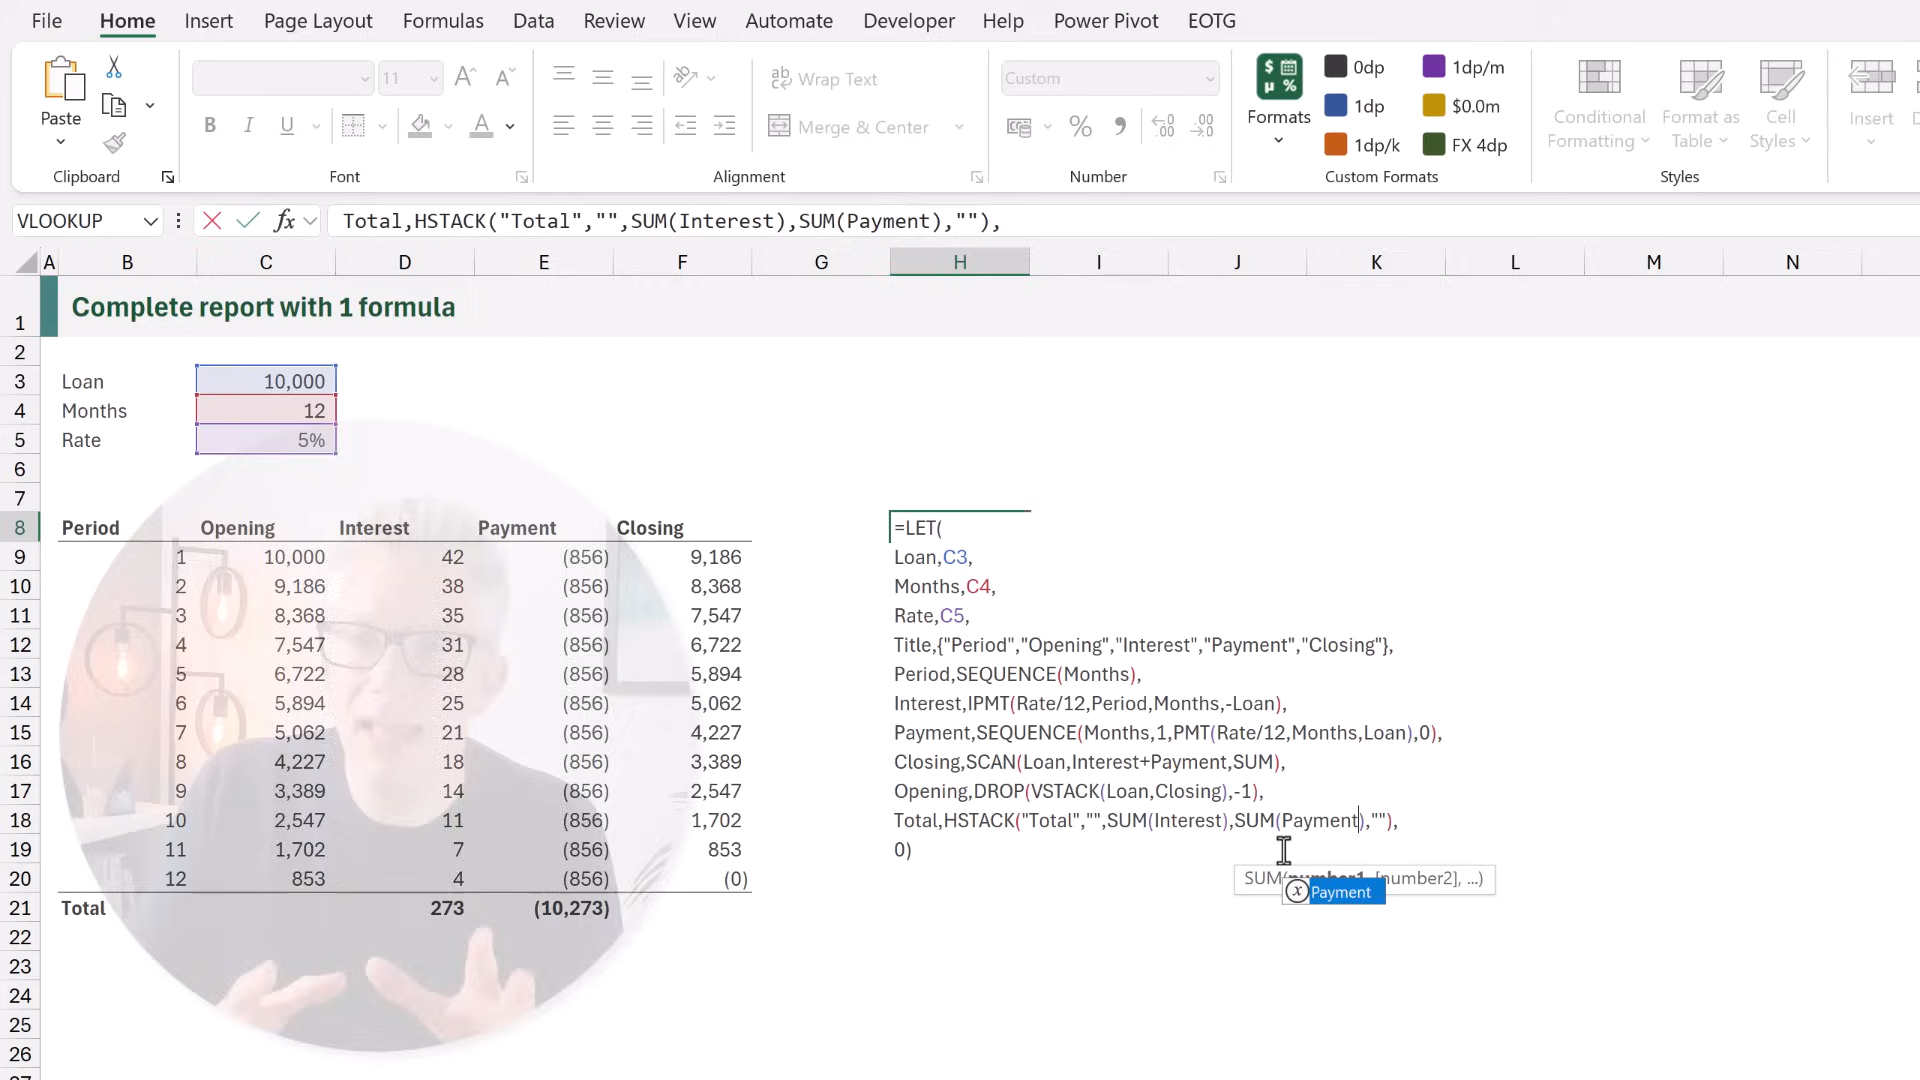 File Home Insert Page Layout Formulas Data Review View Automate Developer Help Power Pivot EOTG
11 Wrap Text Custom 0dp 1dp/m
Paste B I U Merge & Center Formats 1dp $0.0m Conditional Formatting Format as Table Cell Styles Insert
1dp/k FX 4dp
Clipboard Font Alignment Number Custom Formats Styles
VLOOKUP fx Total,HSTACK("Total","",SUM(Interest),SUM(Payment),""),
A B C D E F G H I J K L M N
1 Complete report with 1 formula
2
3 Loan 10,000
4 Months 12
5 Rate 5%
6
7
8 Period Opening Interest Payment Closing =LET(
9 1 10,000 42 (856) 9,186 Loan,C3,
10 2 9,186 38 (856) 8,368 Months,C4,
11 3 8,368 35 (856) 7,547 Rate,C5,
12 4 7,547 31 (856) 6,722 Title,{"Period","Opening","Interest","Payment","Closing"},
13 5 6,722 28 (856) 5,894 Period,SEQUENCE(Months),
14 6 5,894 25 (856) 5,062 Interest,IPMT(Rate/12,Period,Months,-Loan),
15 7 5,062 21 (856) 4,227 Payment,SEQUENCE(Months,1,PMT(Rate/12,Months,Loan),0),
16 8 4,227 18 (856) 3,389 Closing,SCAN(Loan,Interest+Payment,SUM),
17 9 3,389 14 (856) 2,547 Opening,DROP(VSTACK(Loan,Closing),-1),
18 10 2,547 11 (856) 1,702 Total,HSTACK("Total","",SUM(Interest),SUM(Payment),""),
19 11 1,702 7 (856) 853 0)
20 12 853 4 (856) (0) SUM(number1, [number2], ...)
Payment
21 Total 273 (10,273)
22
23
24
25
26
27